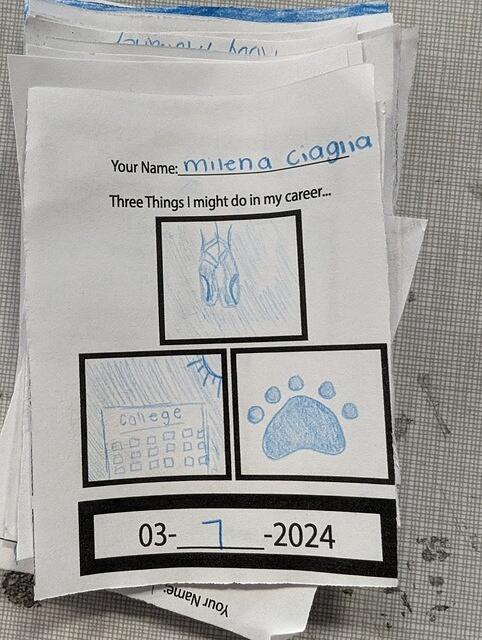 Your Name: milena ciaglia
Three Things I might do in my career...
College
03- 7 -2024
Your Name: